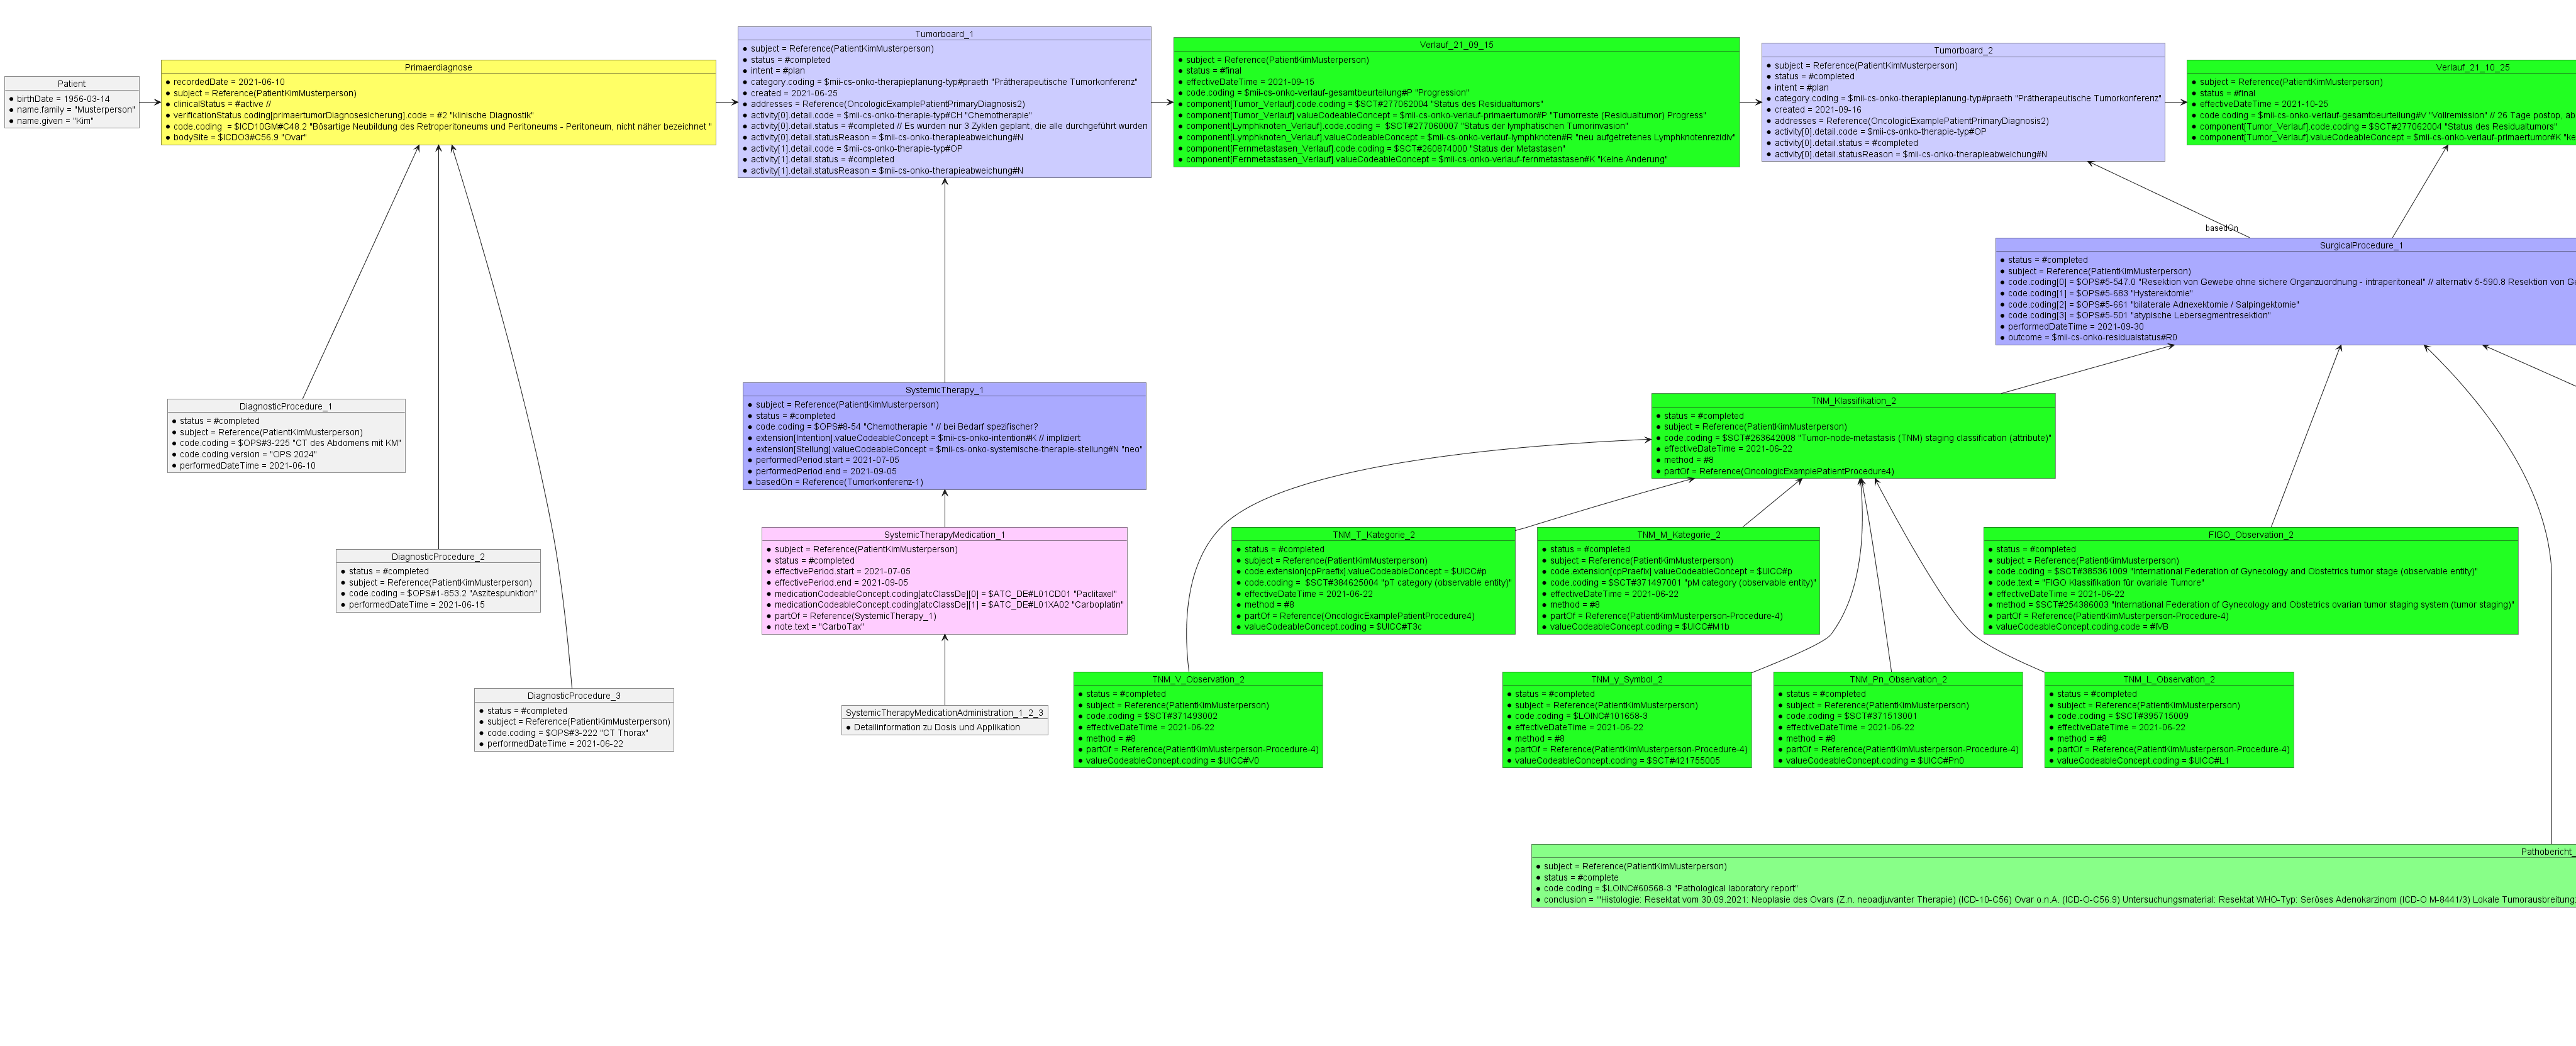 Patient
birthDate = 1956-03-14
name.family = "Musterperson"
name.given = "Kim"
Primaerdiagnose
recordedDate = 2021-06-10
subject = Reference(PatientKimMusterperson)
clinicalStatus = #active //
verificationStatus.coding[primaertumorDiagnosesicherung].code = #2 "klinische Diagnostik"
code.coding  = $ICD10GM#C48.2 "Bösartige Neubildung des Retroperitoneums und Peritoneums - Peritoneum, nicht näher bezeichnet "
bodySite = $ICDO3#C56.9 "Ovar"
Tumorboard_1
subject = Reference(PatientKimMusterperson)
status = #completed
intent = #plan
category.coding = $mii-cs-onko-therapieplanung-typ#praeth "Prätherapeutische Tumorkonferenz"
created = 2021-06-25
addresses = Reference(OncologicExamplePatientPrimaryDiagnosis2)
activity[0].detail.code = $mii-cs-onko-therapie-typ#CH "Chemotherapie"
activity[0].detail.status = #completed // Es wurden nur 3 Zyklen geplant, die alle durchgeführt wurden
activity[0].detail.statusReason = $mii-cs-onko-therapieabweichung#N
activity[1].detail.code = $mii-cs-onko-therapie-typ#OP
activity[1].detail.status = #completed
activity[1].detail.statusReason = $mii-cs-onko-therapieabweichung#N
Verlauf_21_09_15
subject = Reference(PatientKimMusterperson)
status = #final
effectiveDateTime = 2021-09-15
code.coding = $mii-cs-onko-verlauf-gesamtbeurteilung#P "Progression"
component[Tumor_Verlauf].code.coding = $SCT#277062004 "Status des Residualtumors"
component[Tumor_Verlauf].valueCodeableConcept = $mii-cs-onko-verlauf-primaertumor#P "Tumorreste (Residualtumor) Progress"
component[Lymphknoten_Verlauf].code.coding =  $SCT#277060007 "Status der lymphatischen Tumorinvasion"
component[Lymphknoten_Verlauf].valueCodeableConcept = $mii-cs-onko-verlauf-lymphknoten#R "neu aufgetretenes Lymphknotenrezidiv"
component[Fernmetastasen_Verlauf].code.coding = $SCT#260874000 "Status der Metastasen"
component[Fernmetastasen_Verlauf].valueCodeableConcept = $mii-cs-onko-verlauf-fernmetastasen#K "Keine Änderung"
Tumorboard_2
subject = Reference(PatientKimMusterperson)
status = #completed
intent = #plan
category.coding = $mii-cs-onko-therapieplanung-typ#praeth "Prätherapeutische Tumorkonferenz"
created = 2021-09-16
addresses = Reference(OncologicExamplePatientPrimaryDiagnosis2)
activity[0].detail.code = $mii-cs-onko-therapie-typ#OP
activity[0].detail.status = #completed
activity[0].detail.statusReason = $mii-cs-onko-therapieabweichung#N
Verlauf_21_10_25
subject = Reference(PatientKimMusterperson)
status = #final
effectiveDateTime = 2021-10-25
code.coding = $mii-cs-onko-verlauf-gesamtbeurteilung#V "Vollremission" // 26 Tage postop, ab
component[Tumor_Verlauf].code.coding = $SCT#277062004 "Status des Residualtumors"
component[Tumor_Verlauf].valueCodeableConcept = $mii-cs-onko-verlauf-primaertumor#K "ke
basedOn
SurgicalProcedure_1
status = #completed
subject = Reference(PatientKimMusterperson)
code.coding[0] = $OPS#5-547.0 "Resektion von Gewebe ohne sichere Organzuordnung - intraperitoneal" // alternativ 5-590.8 Resektion von Ge
code.coding[1] = $OPS#5-683 "Hysterektomie"
code.coding[2] = $OPS#5-661 "bilaterale Adnexektomie / Salpingektomie"
code.coding[3] = $OPS#5-501 "atypische Lebersegmentresektion"
performedDateTime = 2021-09-30
outcome = $mii-cs-onko-residualstatus#R0
DiagnosticProcedure_1
status = #completed
subject = Reference(PatientKimMusterperson)
code.coding = $OPS#3-225 "CT des Abdomens mit KM"
code.coding.version = "OPS 2024"
performedDateTime = 2021-06-10
SystemicTherapy_1
subject = Reference(PatientKimMusterperson)
status = #completed
code.coding = $OPS#8-54 "Chemotherapie " // bei Bedarf spezifischer?
extension[Intention].valueCodeableConcept = $mii-cs-onko-intention#K // impliziert
extension[Stellung].valueCodeableConcept = $mii-cs-onko-systemische-therapie-stellung#N "neo"
performedPeriod.start = 2021-07-05
performedPeriod.end = 2021-09-05
basedOn = Reference(Tumorkonferenz-1)
TNM_Klassifikation_2
status = #completed
subject = Reference(PatientKimMusterperson)
code.coding = $SCT#263642008 "Tumor-node-metastasis (TNM) staging classification (attribute)"
effectiveDateTime = 2021-06-22
method = #8
partOf = Reference(OncologicExamplePatientProcedure4)
DiagnosticProcedure_2
status = #completed
subject = Reference(PatientKimMusterperson)
code.coding = $OPS#1-853.2 "Aszitespunktion"
performedDateTime = 2021-06-15
SystemicTherapyMedication_1
subject = Reference(PatientKimMusterperson)
status = #completed
effectivePeriod.start = 2021-07-05
effectivePeriod.end = 2021-09-05
medicationCodeableConcept.coding[atcClassDe][0] = $ATC_DE#L01CD01 "Paclitaxel"
medicationCodeableConcept.coding[atcClassDe][1] = $ATC_DE#L01XA02 "Carboplatin"
partOf = Reference(SystemicTherapy_1)
note.text = "CarboTax"
TNM_T_Kategorie_2
status = #completed
subject = Reference(PatientKimMusterperson)
code.extension[cpPraefix].valueCodeableConcept = $UICC#p
code.coding =  $SCT#384625004 "pT category (observable entity)"
effectiveDateTime = 2021-06-22
method = #8
partOf = Reference(OncologicExamplePatientProcedure4)
valueCodeableConcept.coding = $UICC#T3c
TNM_M_Kategorie_2
status = #completed
subject = Reference(PatientKimMusterperson)
code.extension[cpPraefix].valueCodeableConcept = $UICC#p
code.coding = $SCT#371497001 "pM category (observable entity)"
effectiveDateTime = 2021-06-22
method = #8
partOf = Reference(PatientKimMusterperson-Procedure-4)
valueCodeableConcept.coding = $UICC#M1b
FIGO_Observation_2
status = #completed
subject = Reference(PatientKimMusterperson)
code.coding = $SCT#385361009 "International Federation of Gynecology and Obstetrics tumor stage (observable entity)"
code.text = "FIGO Klassifikation für ovariale Tumore"
effectiveDateTime = 2021-06-22
method = $SCT#254386003 "International Federation of Gynecology and Obstetrics ovarian tumor staging system (tumor staging)"
partOf = Reference(PatientKimMusterperson-Procedure-4)
valueCodeableConcept.coding.code = #IVB
DiagnosticProcedure_3
status = #completed
subject = Reference(PatientKimMusterperson)
code.coding = $OPS#3-222 "CT Thorax"
performedDateTime = 2021-06-22
SystemicTherapyMedicationAdministration_1_2_3
Detailinformation zu Dosis und Applikation
TNM_V_Observation_2
status = #completed
subject = Reference(PatientKimMusterperson)
code.coding = $SCT#371493002
effectiveDateTime = 2021-06-22
method = #8
partOf = Reference(PatientKimMusterperson-Procedure-4)
valueCodeableConcept.coding = $UICC#V0
TNM_y_Symbol_2
status = #completed
subject = Reference(PatientKimMusterperson)
code.coding = $LOINC#101658-3
effectiveDateTime = 2021-06-22
method = #8
partOf = Reference(PatientKimMusterperson-Procedure-4)
valueCodeableConcept.coding = $SCT#421755005
TNM_Pn_Observation_2
status = #completed
subject = Reference(PatientKimMusterperson)
code.coding = $SCT#371513001
effectiveDateTime = 2021-06-22
method = #8
partOf = Reference(PatientKimMusterperson-Procedure-4)
valueCodeableConcept.coding = $UICC#Pn0
TNM_L_Observation_2
status = #completed
subject = Reference(PatientKimMusterperson)
code.coding = $SCT#395715009
effectiveDateTime = 2021-06-22
method = #8
partOf = Reference(PatientKimMusterperson-Procedure-4)
valueCodeableConcept.coding = $UICC#L1
Pathobericht_
subject = Reference(PatientKimMusterperson)
status = #complete
code.coding = $LOINC#60568-3 "Pathological laboratory report"
conclusion = '"Histologie: Resektat vom 30.09.2021: Neoplasie des Ovars (Z.n. neoadjuvanter Therapie) (ICD-10-C56) Ovar o.n.A. (ICD-O-C56.9) Untersuchungsmaterial: Resektat WHO-Typ: Seröses Adenokarzinom (ICD-O M-8441/3) Lokale Tumorausbreitung: